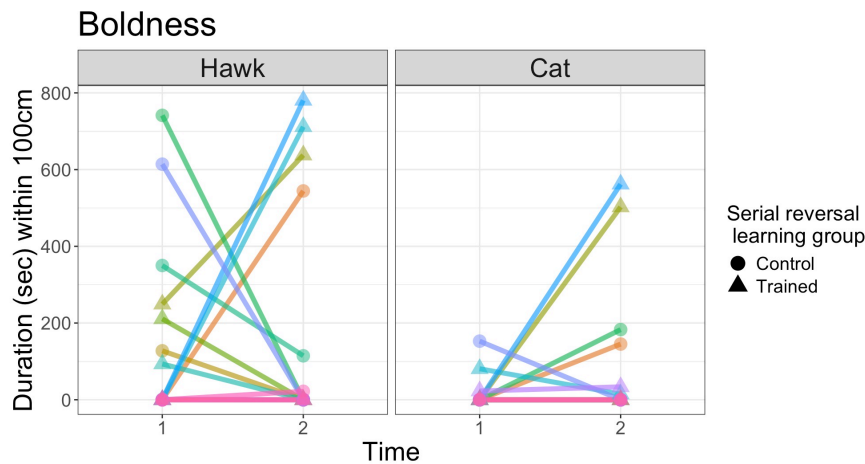 Boldness
Hawk
Cat
Duration (sec) within 100cm
800
600
400
200
0
1
2
1
2
Time
Serial reversal
learning group
Control
Trained